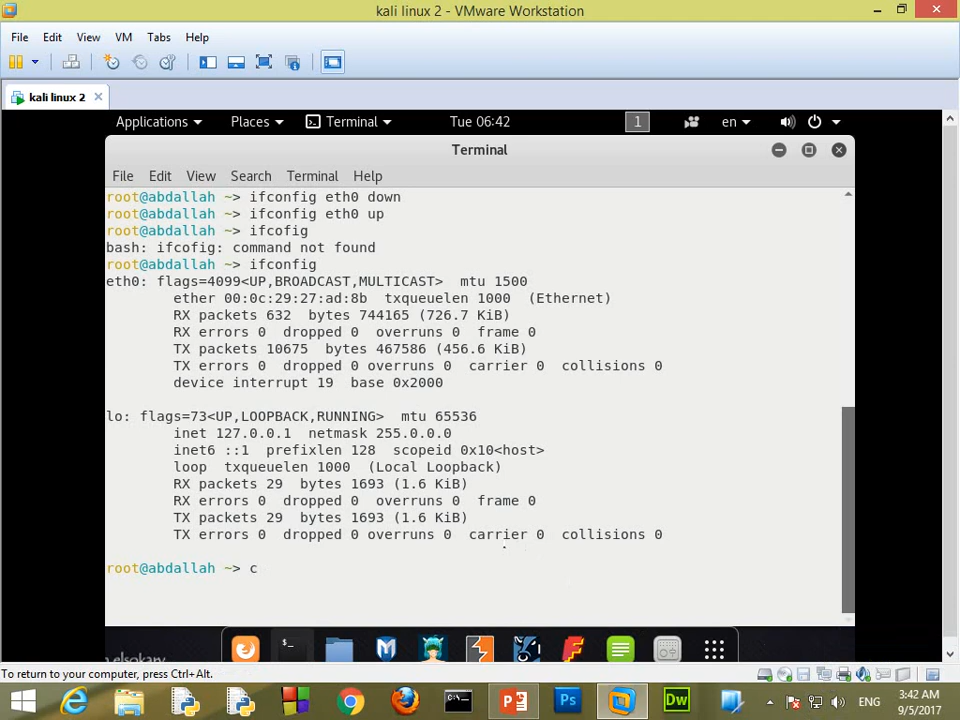 kali linux 2 - VMware Workstation
File Edit View VM Tabs Help
kali linux 2
Applications Places Terminal Tue 06:42 1 en
Terminal
File Edit View Search Terminal Help
root@abdallah ~> ifconfig eth0 down
root@abdallah ~> ifconfig eth0 up
root@abdallah ~> ifcofig
bash: ifcofig: command not found
root@abdallah ~> ifconfig
eth0: flags=4099<UP,BROADCAST,MULTICAST> mtu 1500
ether 00:0c:29:27:ad:8b txqueuelen 1000 (Ethernet)
RX packets 632 bytes 744165 (726.7 KiB)
RX errors 0 dropped 0 overruns 0 frame 0
TX packets 10675 bytes 467586 (456.6 KiB)
TX errors 0 dropped 0 overruns 0 carrier 0 collisions 0
device interrupt 19 base 0x2000
lo: flags=73<UP,LOOPBACK,RUNNING> mtu 65536
inet 127.0.0.1 netmask 255.0.0.0
inet6 ::1 prefixlen 128 scopeid 0x10<host>
loop txqueuelen 1000 (Local Loopback)
RX packets 29 bytes 1693 (1.6 KiB)
RX errors 0 dropped 0 overruns 0 frame 0
TX packets 29 bytes 1693 (1.6 KiB)
TX errors 0 dropped 0 overruns 0 carrier 0 collisions 0
root@abdallah ~> c
elsokary
To return to your computer, press Ctrl+Alt.
Ps Dw ENG 3:42 AM
9/5/2017